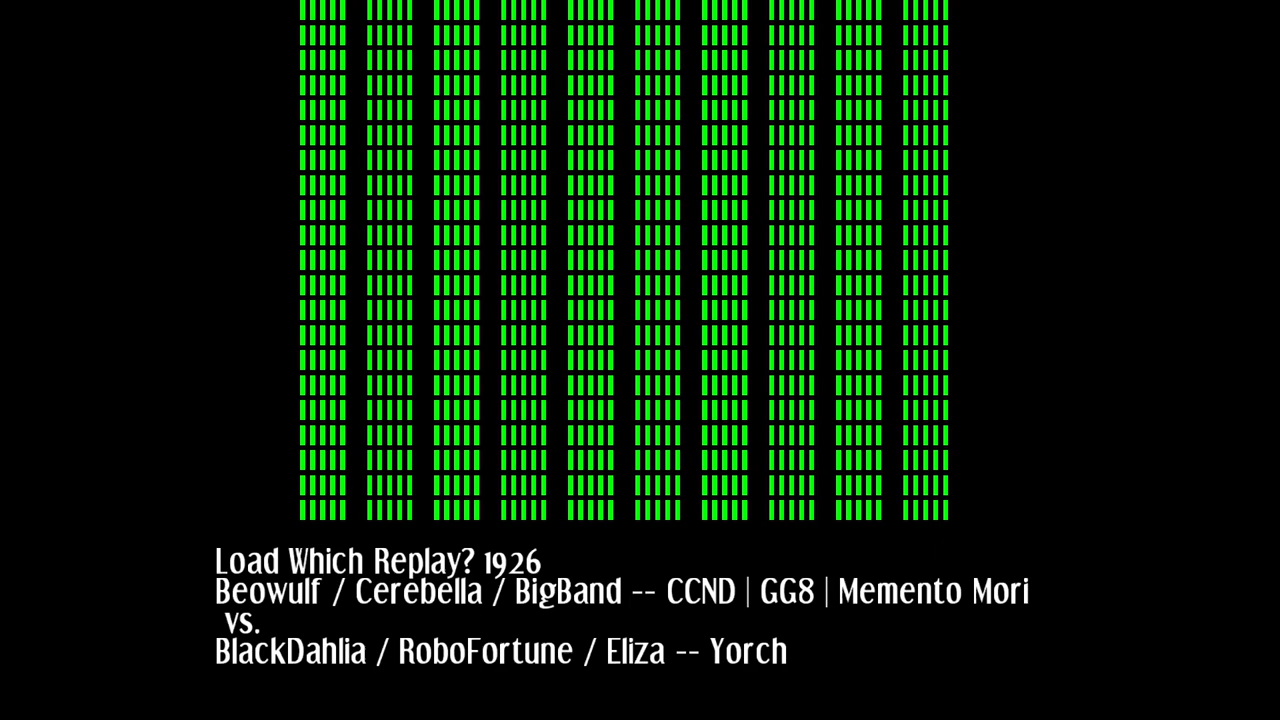 Load Which Replay? 1926
Beowulf / Cerebella / BigBand -- CCND | GG8 | Memento Mori
vs.
BlackDahlia / RoboFortune / Eliza -- Yorch